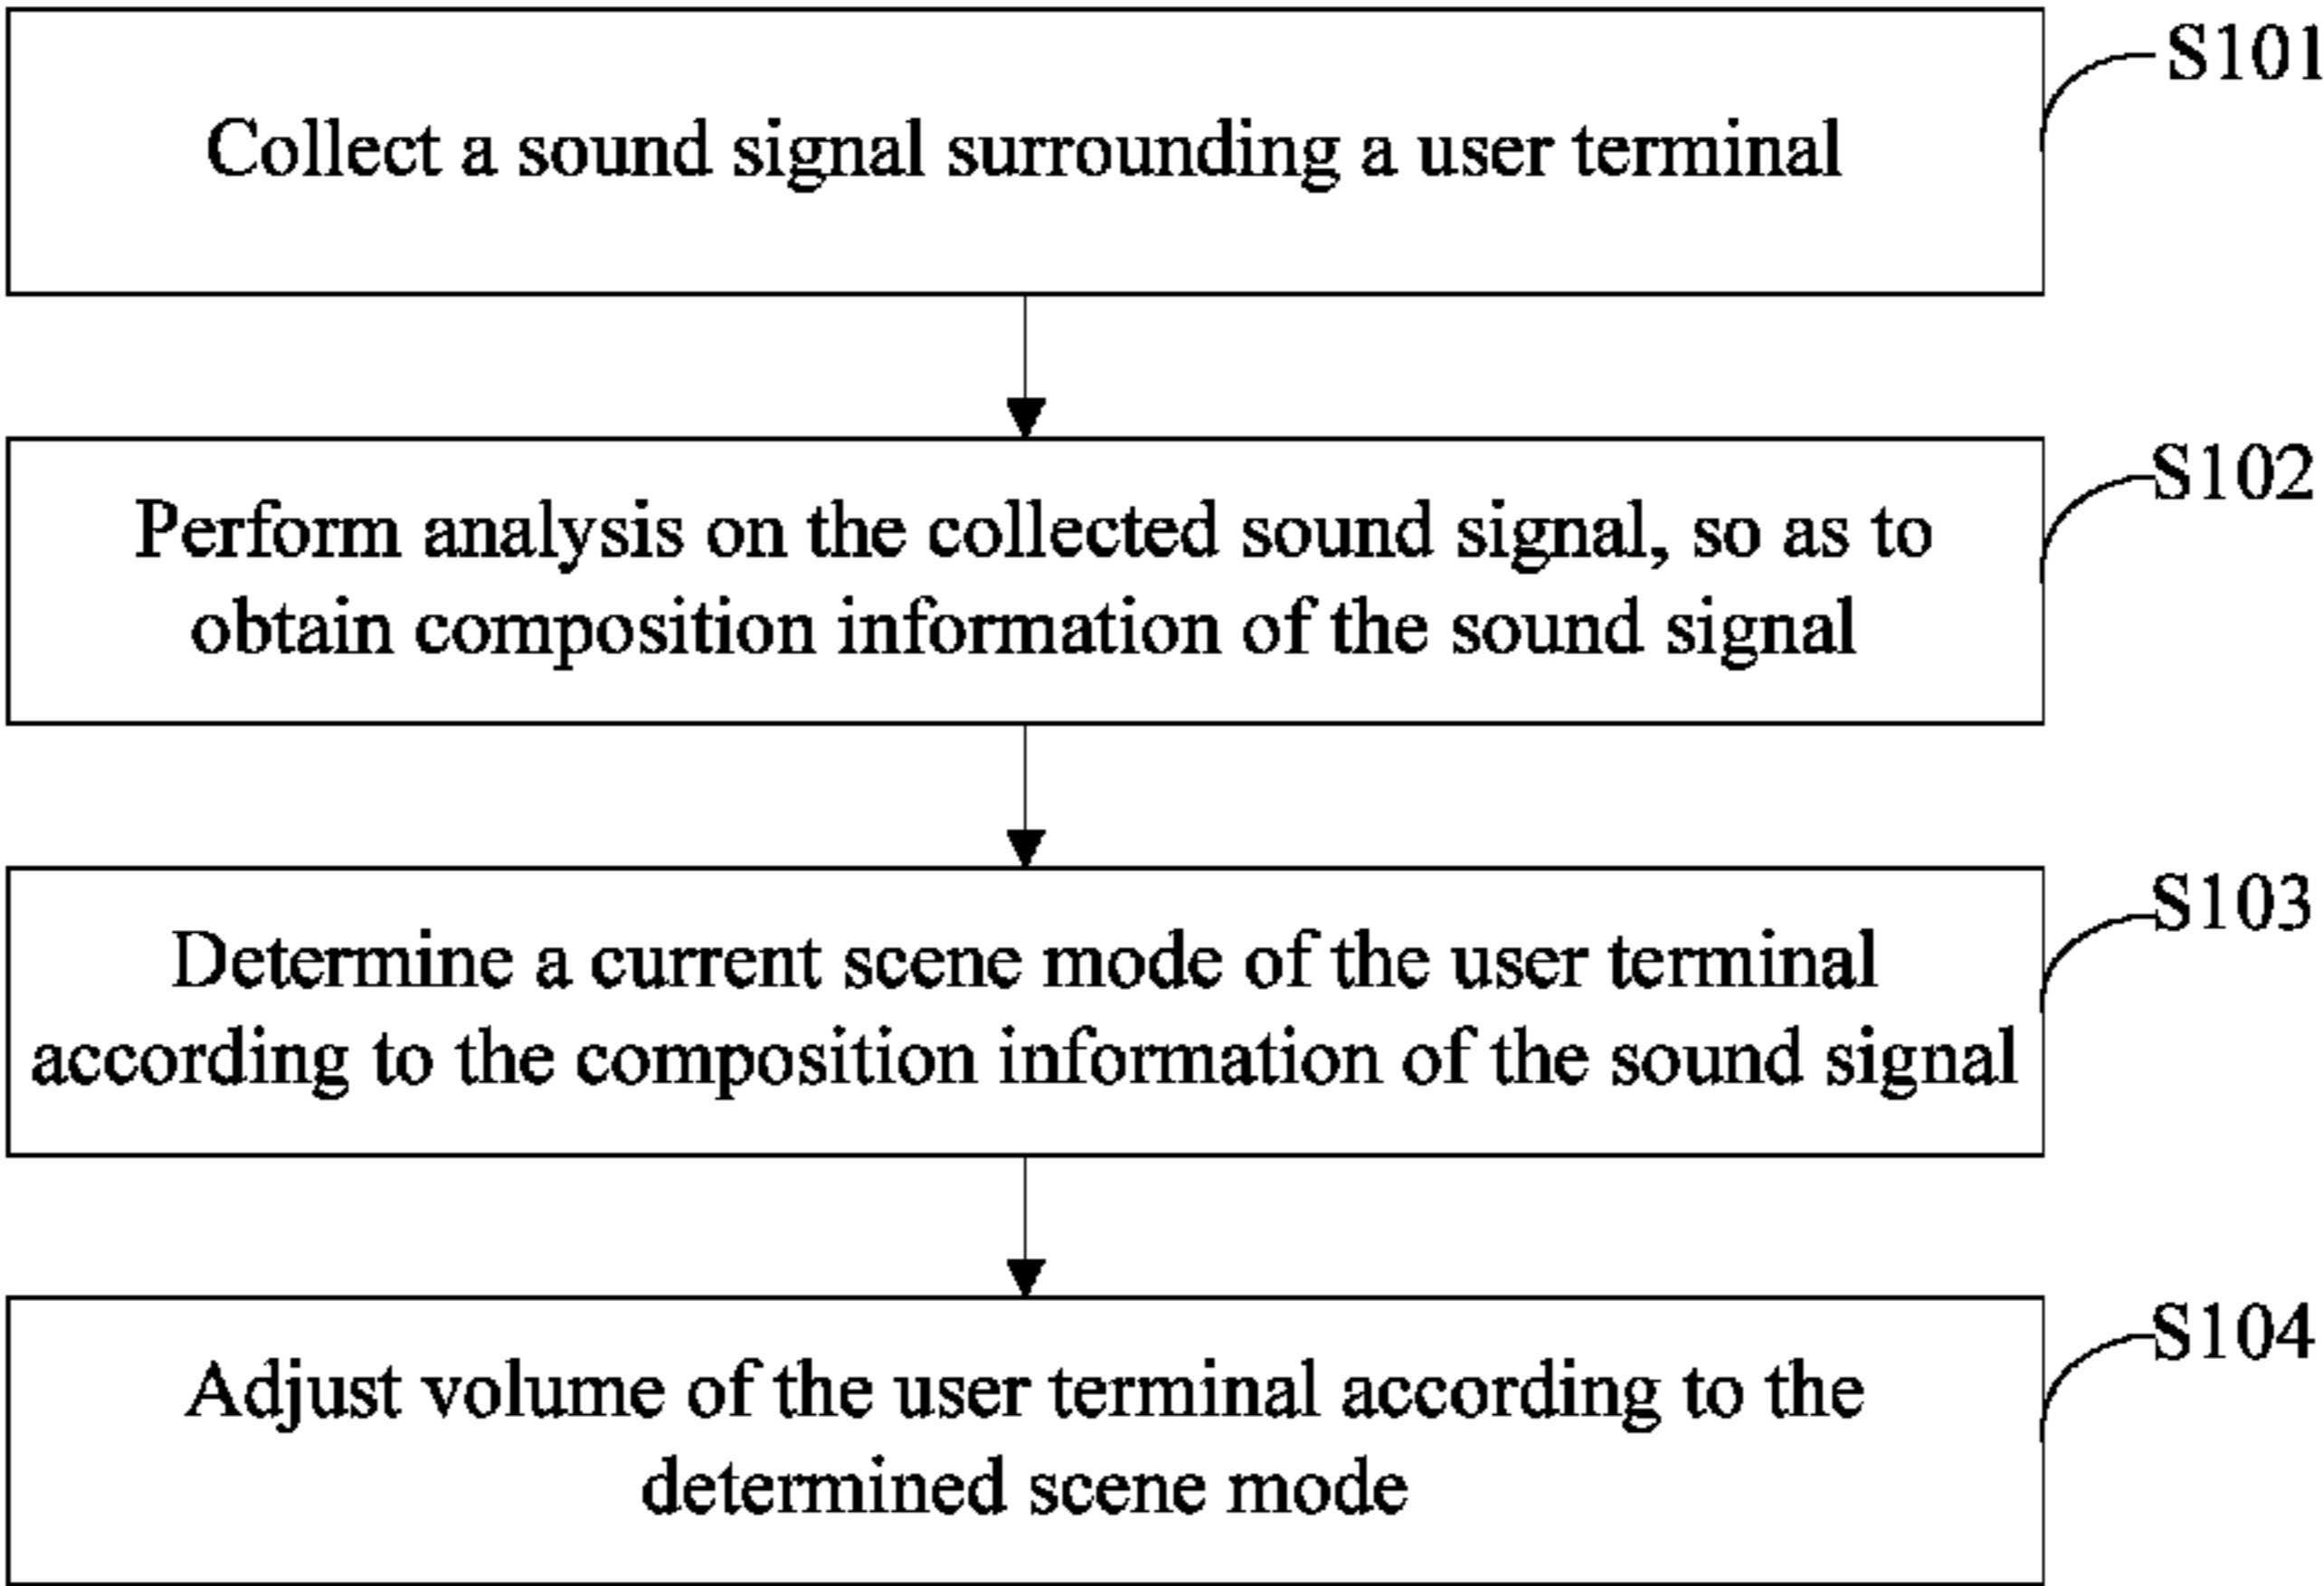 S101
Collect a sound signal surrounding a user terminal
S102
Perform analysis on the collected sound signal, so as to
obtain composition information of the sound signal
S103
Determine a current scene mode of the user terminal
according to the composition information of the sound signal
S104
Adjust volume of the user terminal according to the
determined scene mode